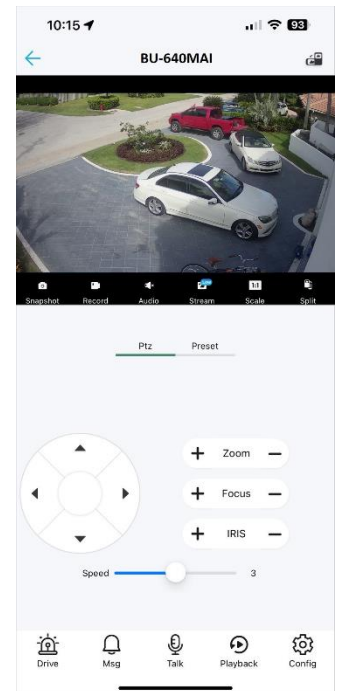 10:15
93
BU-640MAI
1:1
Snapshot Record Audio Stream Scale Split
Ptz Preset
+ Zoom −
+ Focus −
+ IRIS −
Speed 3
Drive Msg Talk Playback Config